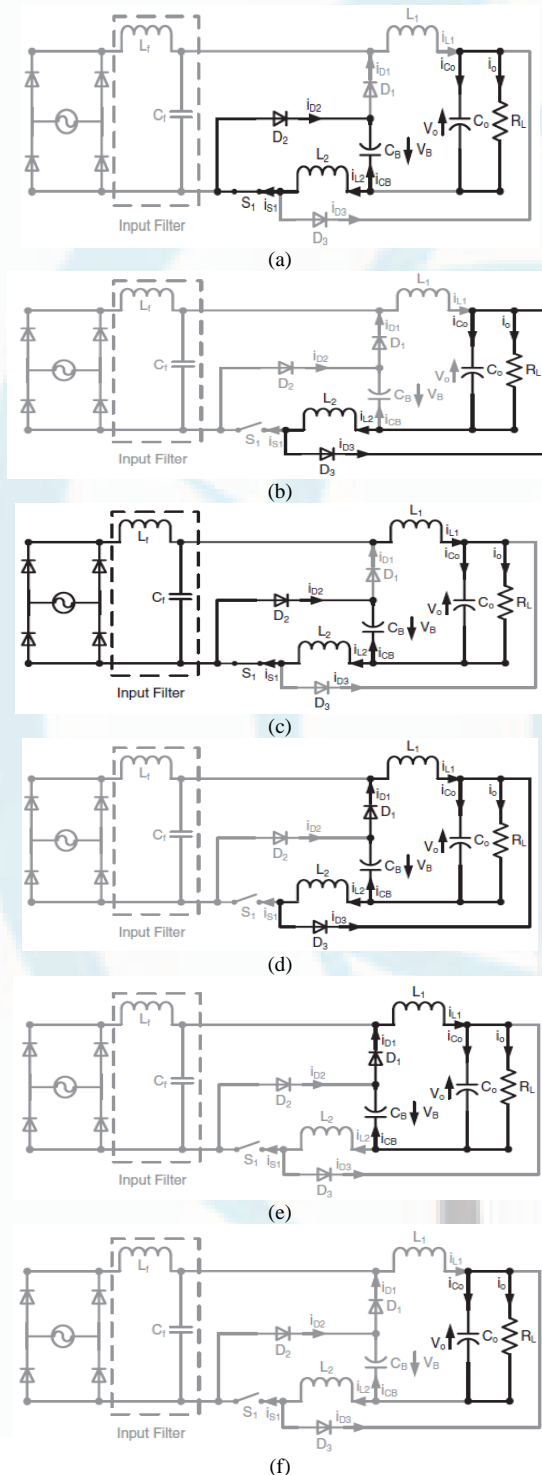 L1
Lf iL1
iCo io
iD1
D1
iD2
Cf D2 CB VB Vo Co RL
L2
iL2 iCB
S1 iS1
iD3
Input Filter D3
(a)
L1
Lf iL1
iCo io
iD1
D1
iD2
Cf D2 CB VB Vo Co RL
L2
iL2 iCB
S1 iS1
iD3
Input Filter D3
(b)
L1
Lf iL1
iCo io
iD1
D1
iD2
Cf D2 CB VB Vo Co RL
L2
iL2 iCB
S1 iS1
iD3
Input Filter D3
(c)
L1
Lf iL1
iCo io
iD1
D1
iD2
Cf D2 CB VB Vo Co RL
L2
iL2 iCB
S1 iS1
iD3
Input Filter D3
(d)
L1
Lf iL1
iCo io
iD1
D1
iD2
Cf D2 CB VB Vo Co RL
L2
iL2 iCB
S1 iS1
iD3
Input Filter D3
(e)
L1
Lf iL1
iCo io
iD1
D1
iD2
Cf D2 CB VB Vo Co RL
L2
iL2 iCB
S1 iS1
iD3
Input Filter D3
(f)